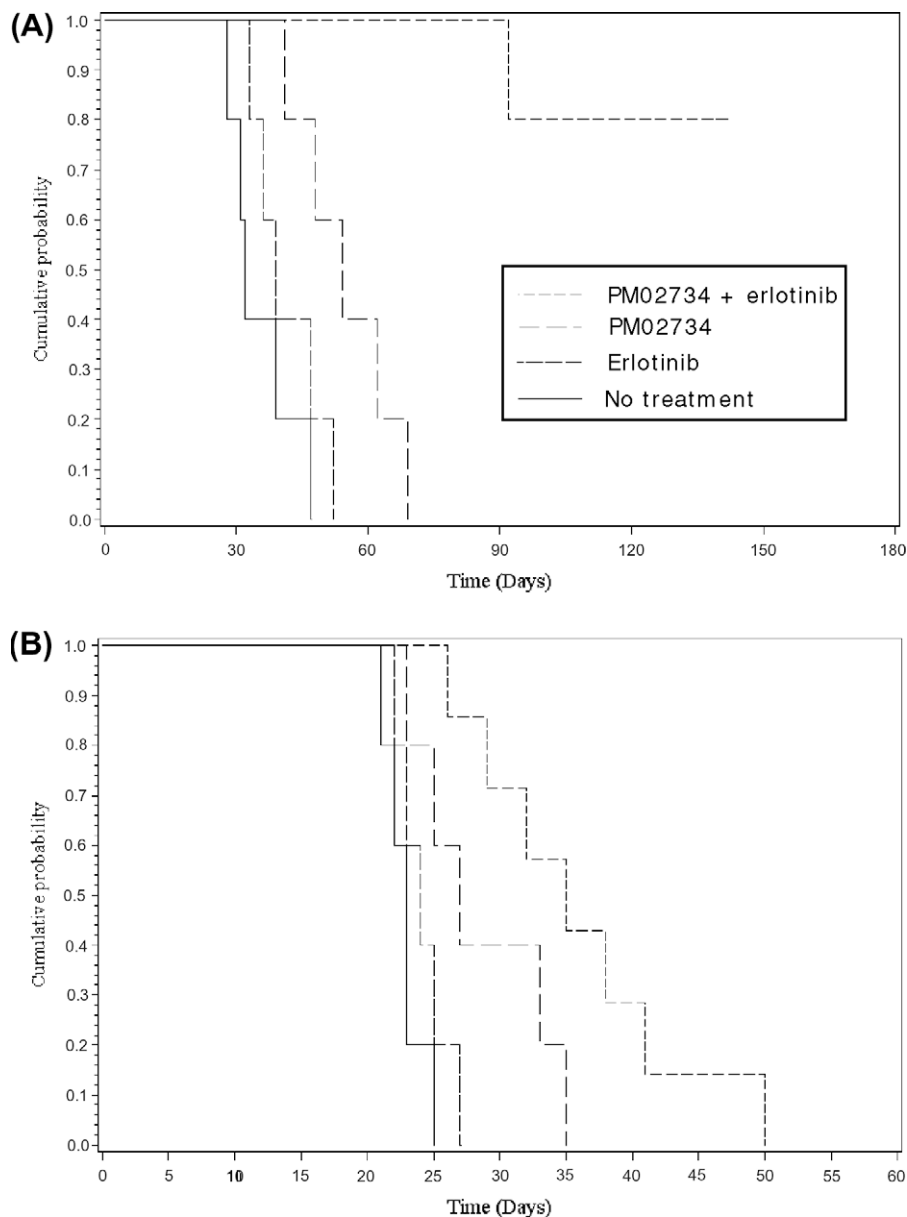 (A)
1.0
0.9
0.8
0.7
0.6
0.5
0.4
0.3
0.2
0.1
0.0
Cumulative probability
PM02734 + erlotinib
PM02734
Erlotinib
No treatment
0 30 60 90 120 150 180
Time (Days)
(B)
1.0
0.9
0.8
0.7
0.6
0.5
0.4
0.3
0.2
0.1
0.0
Cumulative probability
0 5 10 15 20 25 30 35 40 45 50 55 60
Time (Days)